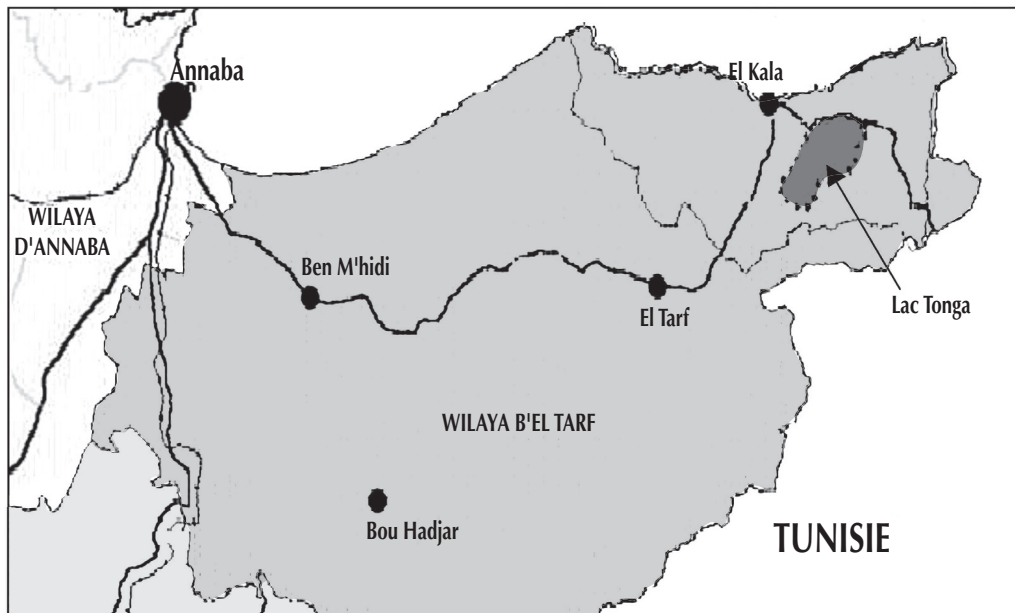 Annaba
El Kala
WILAYA
D'ANNABA
Ben M'hidi
El Tarf
Lac Tonga
WILAYA B'EL TARF
Bou Hadjar
TUNISIE